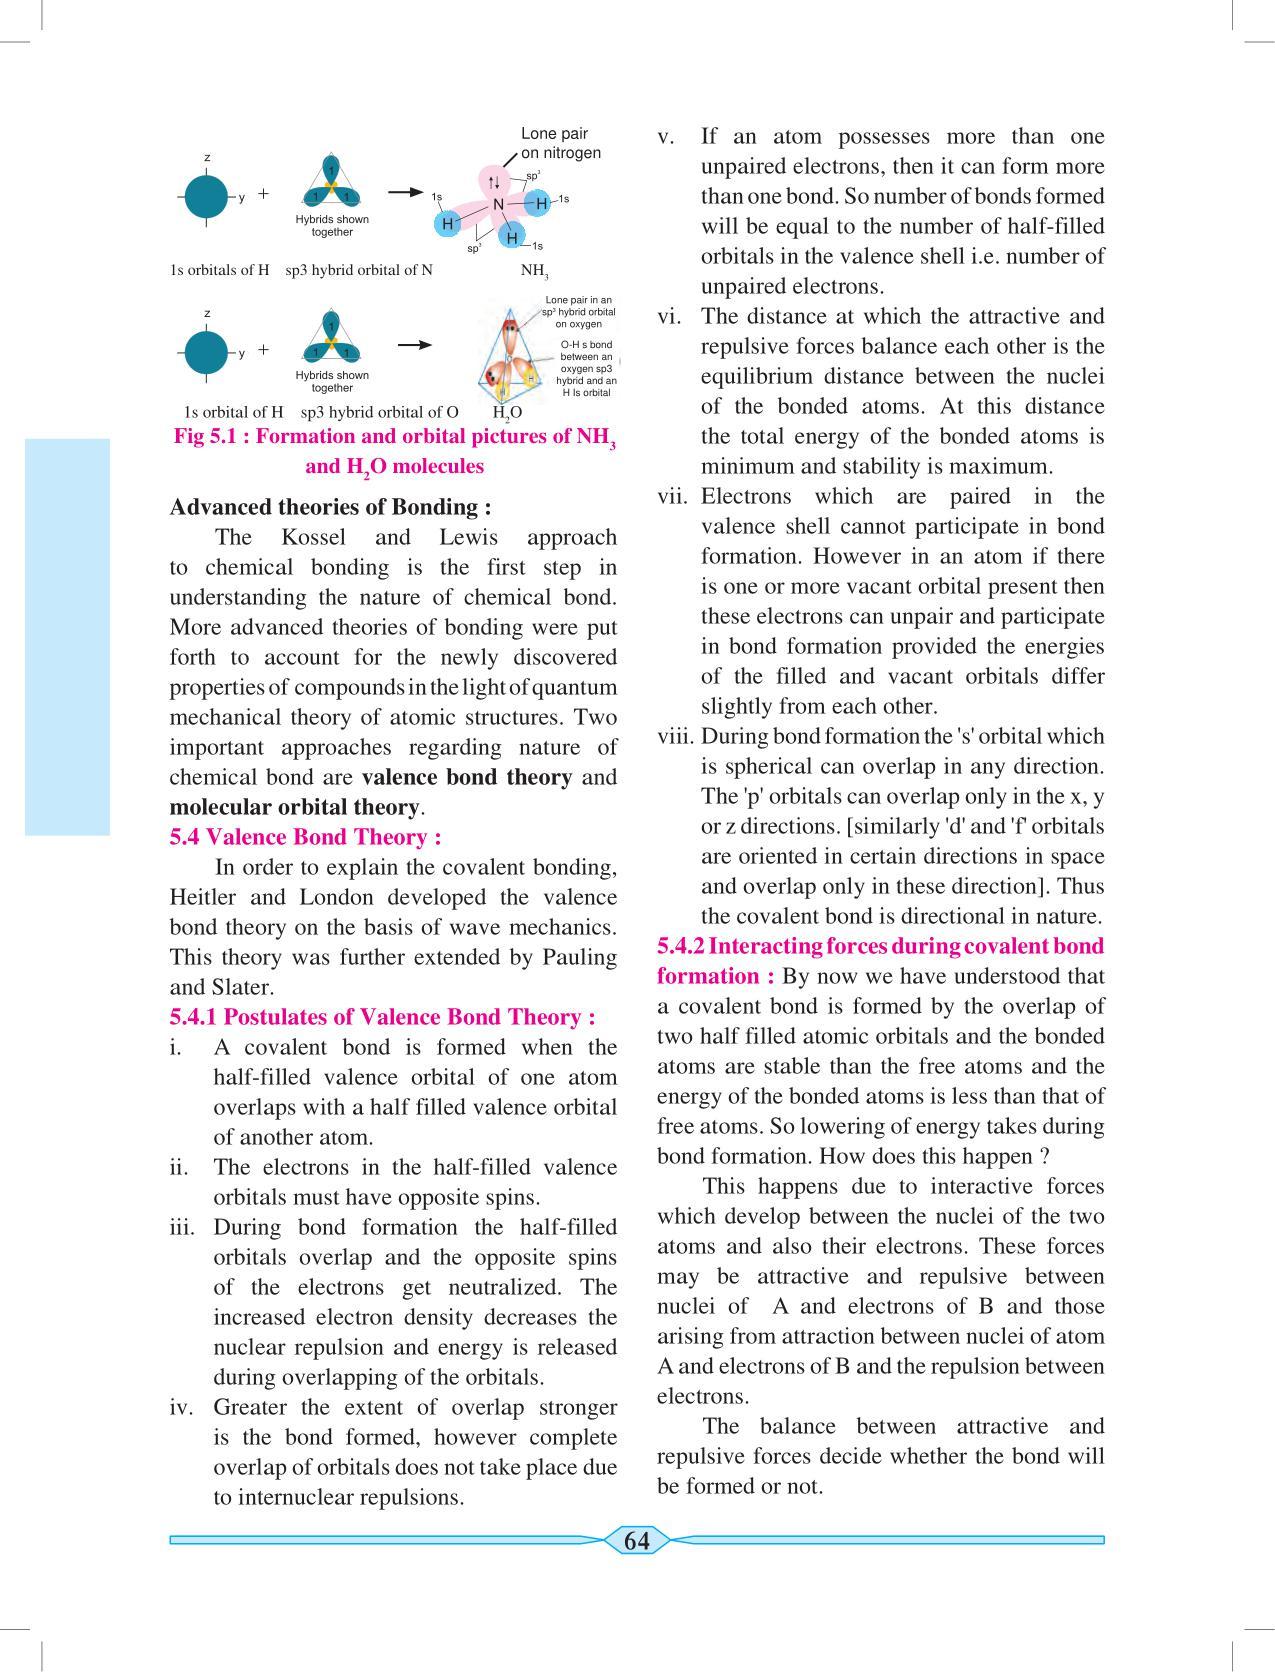 Lone pair
on nitrogen
z
y
+
1
1
1
Hybrids shown
together
sp3
1s
N
H
1s
H
H
1s
sp3
1s orbitals of H
sp3 hybrid orbital of N
NH3
z
y
+
1
1
1
Hybrids shown
together
Lone pair in an
sp3 hybrid orbital
on oxygen
O-H s bond
between an
oxygen sp3
hybrid and an
H ls orbital
H
H
1s orbital of H
sp3 hybrid orbital of O
H2O
Fig 5.1 : Formation and orbital pictures of NH3
and H2O molecules
Advanced theories of Bonding :
The Kossel and Lewis approach
to chemical bonding is the first step in
understanding the nature of chemical bond.
More advanced theories of bonding were put
forth to account for the newly discovered
properties of compounds in the light of quantum
mechanical theory of atomic structures. Two
important approaches regarding nature of
chemical bond are valence bond theory and
molecular orbital theory.
5.4 Valence Bond Theory :
In order to explain the covalent bonding,
Heitler and London developed the valence
bond theory on the basis of wave mechanics.
This theory was further extended by Pauling
and Slater.
5.4.1 Postulates of Valence Bond Theory :
i. A covalent bond is formed when the
half-filled valence orbital of one atom
overlaps with a half filled valence orbital
of another atom.
ii. The electrons in the half-filled valence
orbitals must have opposite spins.
iii. During bond formation the half-filled
orbitals overlap and the opposite spins
of the electrons get neutralized. The
increased electron density decreases the
nuclear repulsion and energy is released
during overlapping of the orbitals.
iv. Greater the extent of overlap stronger
is the bond formed, however complete
overlap of orbitals does not take place due
to internuclear repulsions.
v. If an atom possesses more than one
unpaired electrons, then it can form more
than one bond. So number of bonds formed
will be equal to the number of half-filled
orbitals in the valence shell i.e. number of
unpaired electrons.
vi. The distance at which the attractive and
repulsive forces balance each other is the
equilibrium distance between the nuclei
of the bonded atoms. At this distance
the total energy of the bonded atoms is
minimum and stability is maximum.
vii. Electrons which are paired in the
valence shell cannot participate in bond
formation. However in an atom if there
is one or more vacant orbital present then
these electrons can unpair and participate
in bond formation provided the energies
of the filled and vacant orbitals differ
slightly from each other.
viii. During bond formation the 's' orbital which
is spherical can overlap in any direction.
The 'p' orbitals can overlap only in the x, y
or z directions. [similarly 'd' and 'f' orbitals
are oriented in certain directions in space
and overlap only in these direction]. Thus
the covalent bond is directional in nature.
5.4.2 Interacting forces during covalent bond
formation : By now we have understood that
a covalent bond is formed by the overlap of
two half filled atomic orbitals and the bonded
atoms are stable than the free atoms and the
energy of the bonded atoms is less than that of
free atoms. So lowering of energy takes during
bond formation. How does this happen ?
This happens due to interactive forces
which develop between the nuclei of the two
atoms and also their electrons. These forces
may be attractive and repulsive between
nuclei of A and electrons of B and those
arising from attraction between nuclei of atom
A and electrons of B and the repulsion between
electrons.
The balance between attractive and
repulsive forces decide whether the bond will
be formed or not.
64